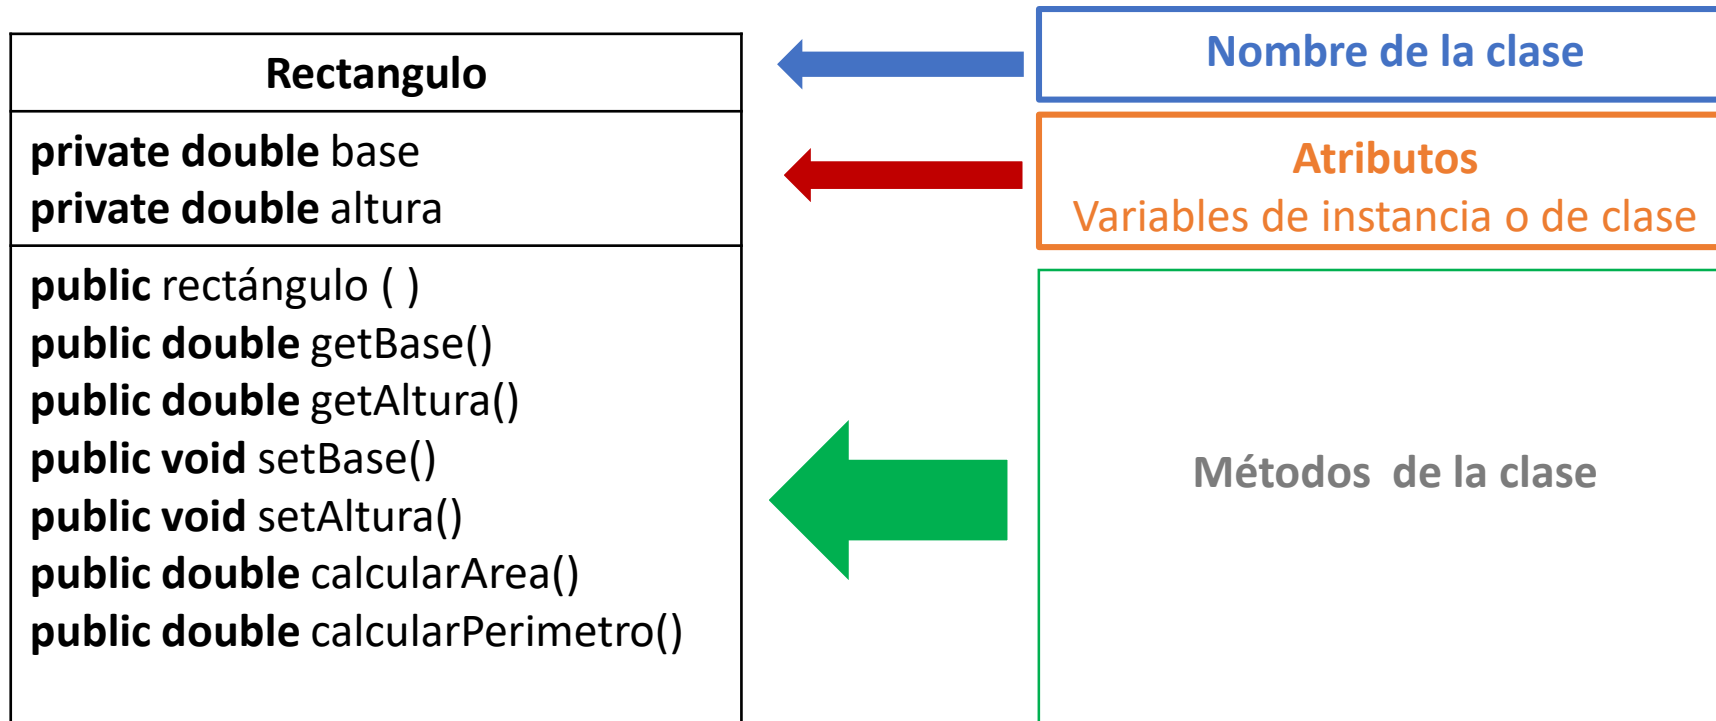 Rectangulo
private double base
private double altura
public rectángulo ( )
public double getBase()
public double getAltura()
public void setBase()
public void setAltura()
public double calcularArea()
public double calcularPerimetro()
Nombre de la clase
Atributos
Variables de instancia o de clase
Métodos de la clase